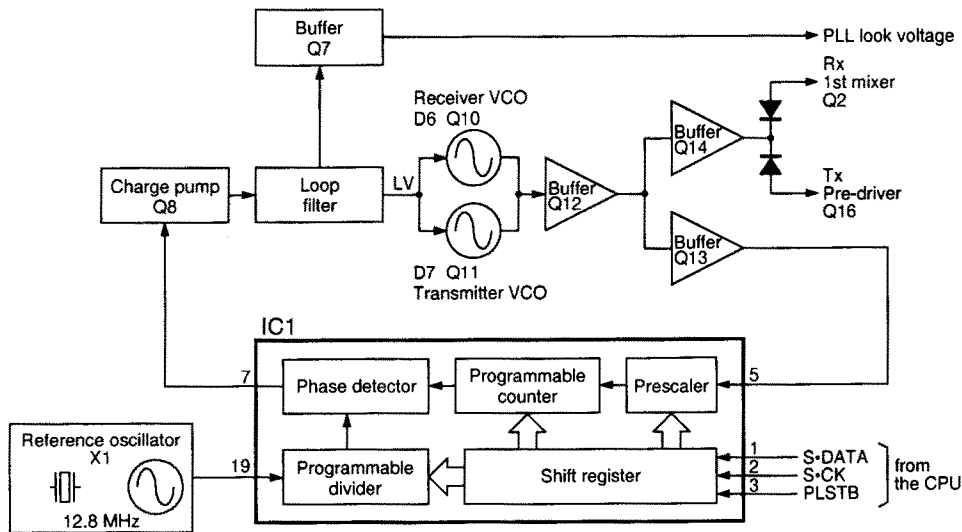 Buffer
Q7
PLL look voltage
Rx
1st mixer
Q2
Receiver VCO
D6 Q10
Buffer
Q14
Charge pump
Q8
Loop
filter
LV
Buffer
Q12
Tx
Pre-driver
Q16
D7 Q11
Transmitter VCO
Buffer
Q13
IC1
7
Phase detector
Programmable
counter
Prescaler
5
Reference oscillator
X1
12.8 MHz
19
Programmable
divider
Shift register
1
S•DATA
2
S•CK
3
PLSTB
from
the CPU